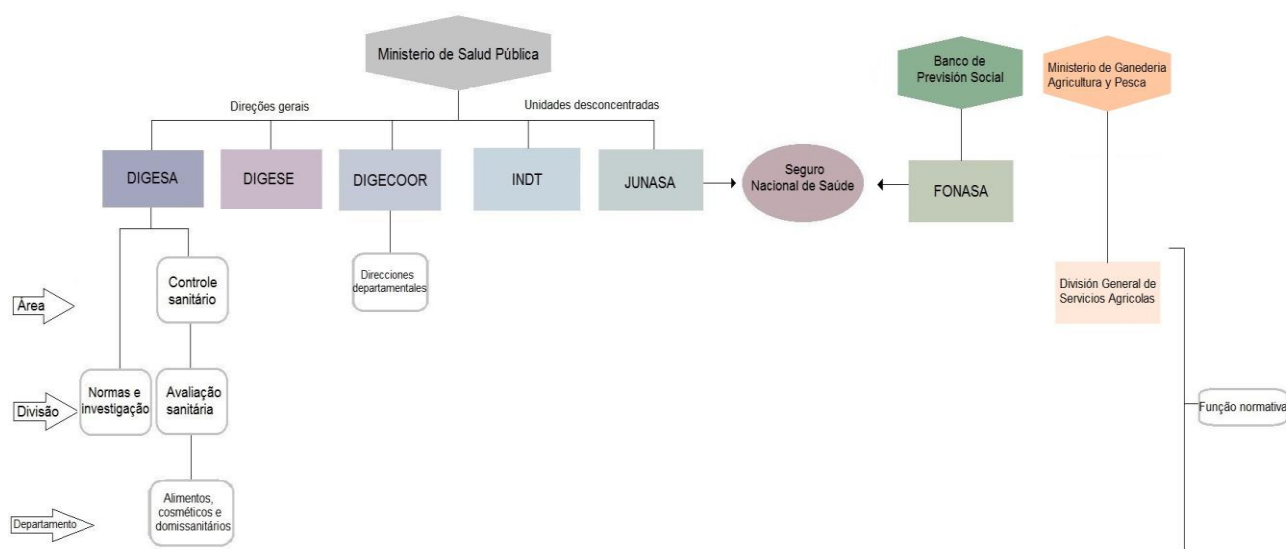 Ministerio de Salud Pública
Banco de
Previsión Social
Ministerio de Ganederia
Agricultura y Pesca
Direções gerais
Unidades desconcentradas
DIGESA
DIGESE
DIGECOOR
INDT
JUNASA
Seguro
Nacional de Saúde
FONASA
Controle
sanitário
Direcciones
departamentales
División General de
Servicios Agricolas
Área
Normas e
investigação
Avaliação
sanitária
Divisão
Função normativa
Alimentos,
cosméticos e
domissanitários
Departamento